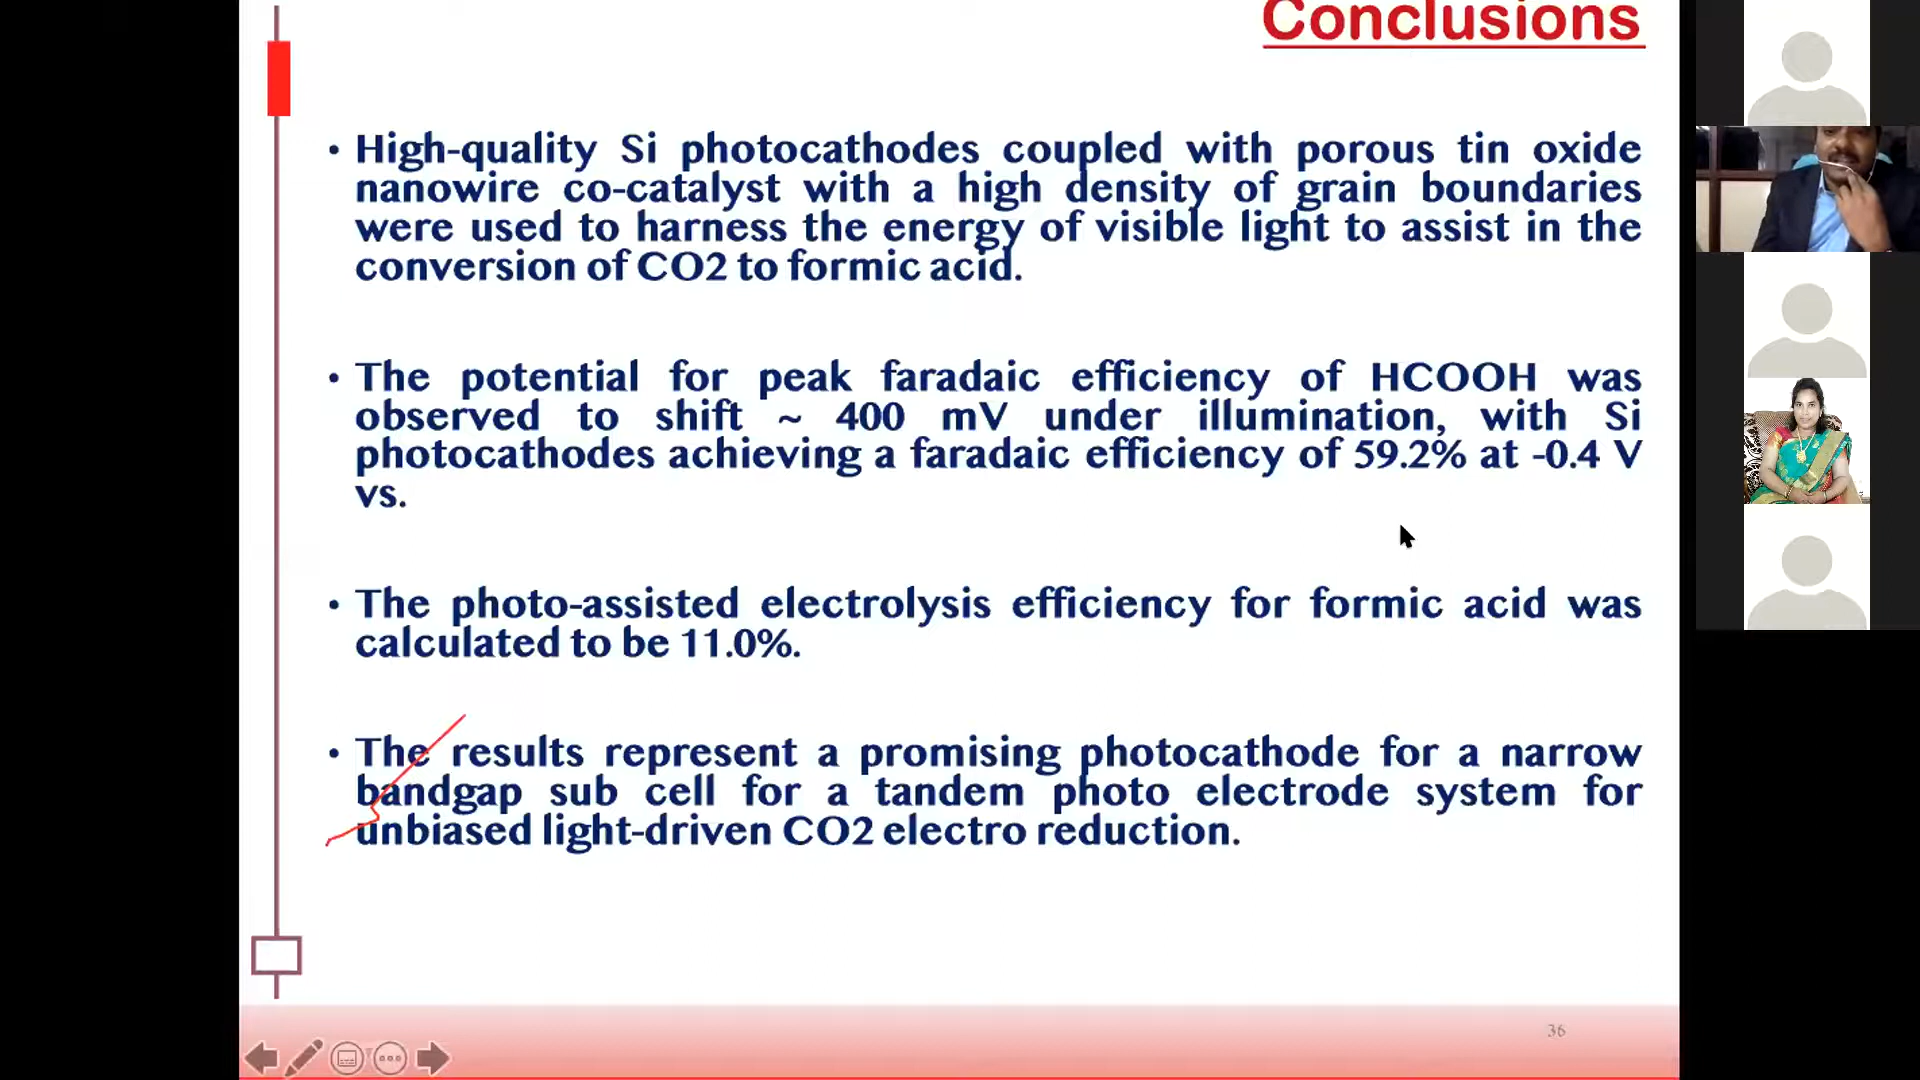 Conclusions
• High-quality Si photocathodes coupled with porous tin oxide
nanowire co-catalyst with a high density of grain boundaries
were used to harness the energy of visible light to assist in the
conversion of CO2 to formic acid.
• The potential for peak faradaic efficiency of HCOOH was
observed to shift ~ 400 mV under illumination, with Si
photocathodes achieving a faradaic efficiency of 59.2% at -0.4 V
vs.
• The photo-assisted electrolysis efficiency for formic acid was
calculated to be 11.0%.
• The results represent a promising photocathode for a narrow
bandgap sub cell for a tandem photo electrode system for
unbiased light-driven CO2 electro reduction.
36